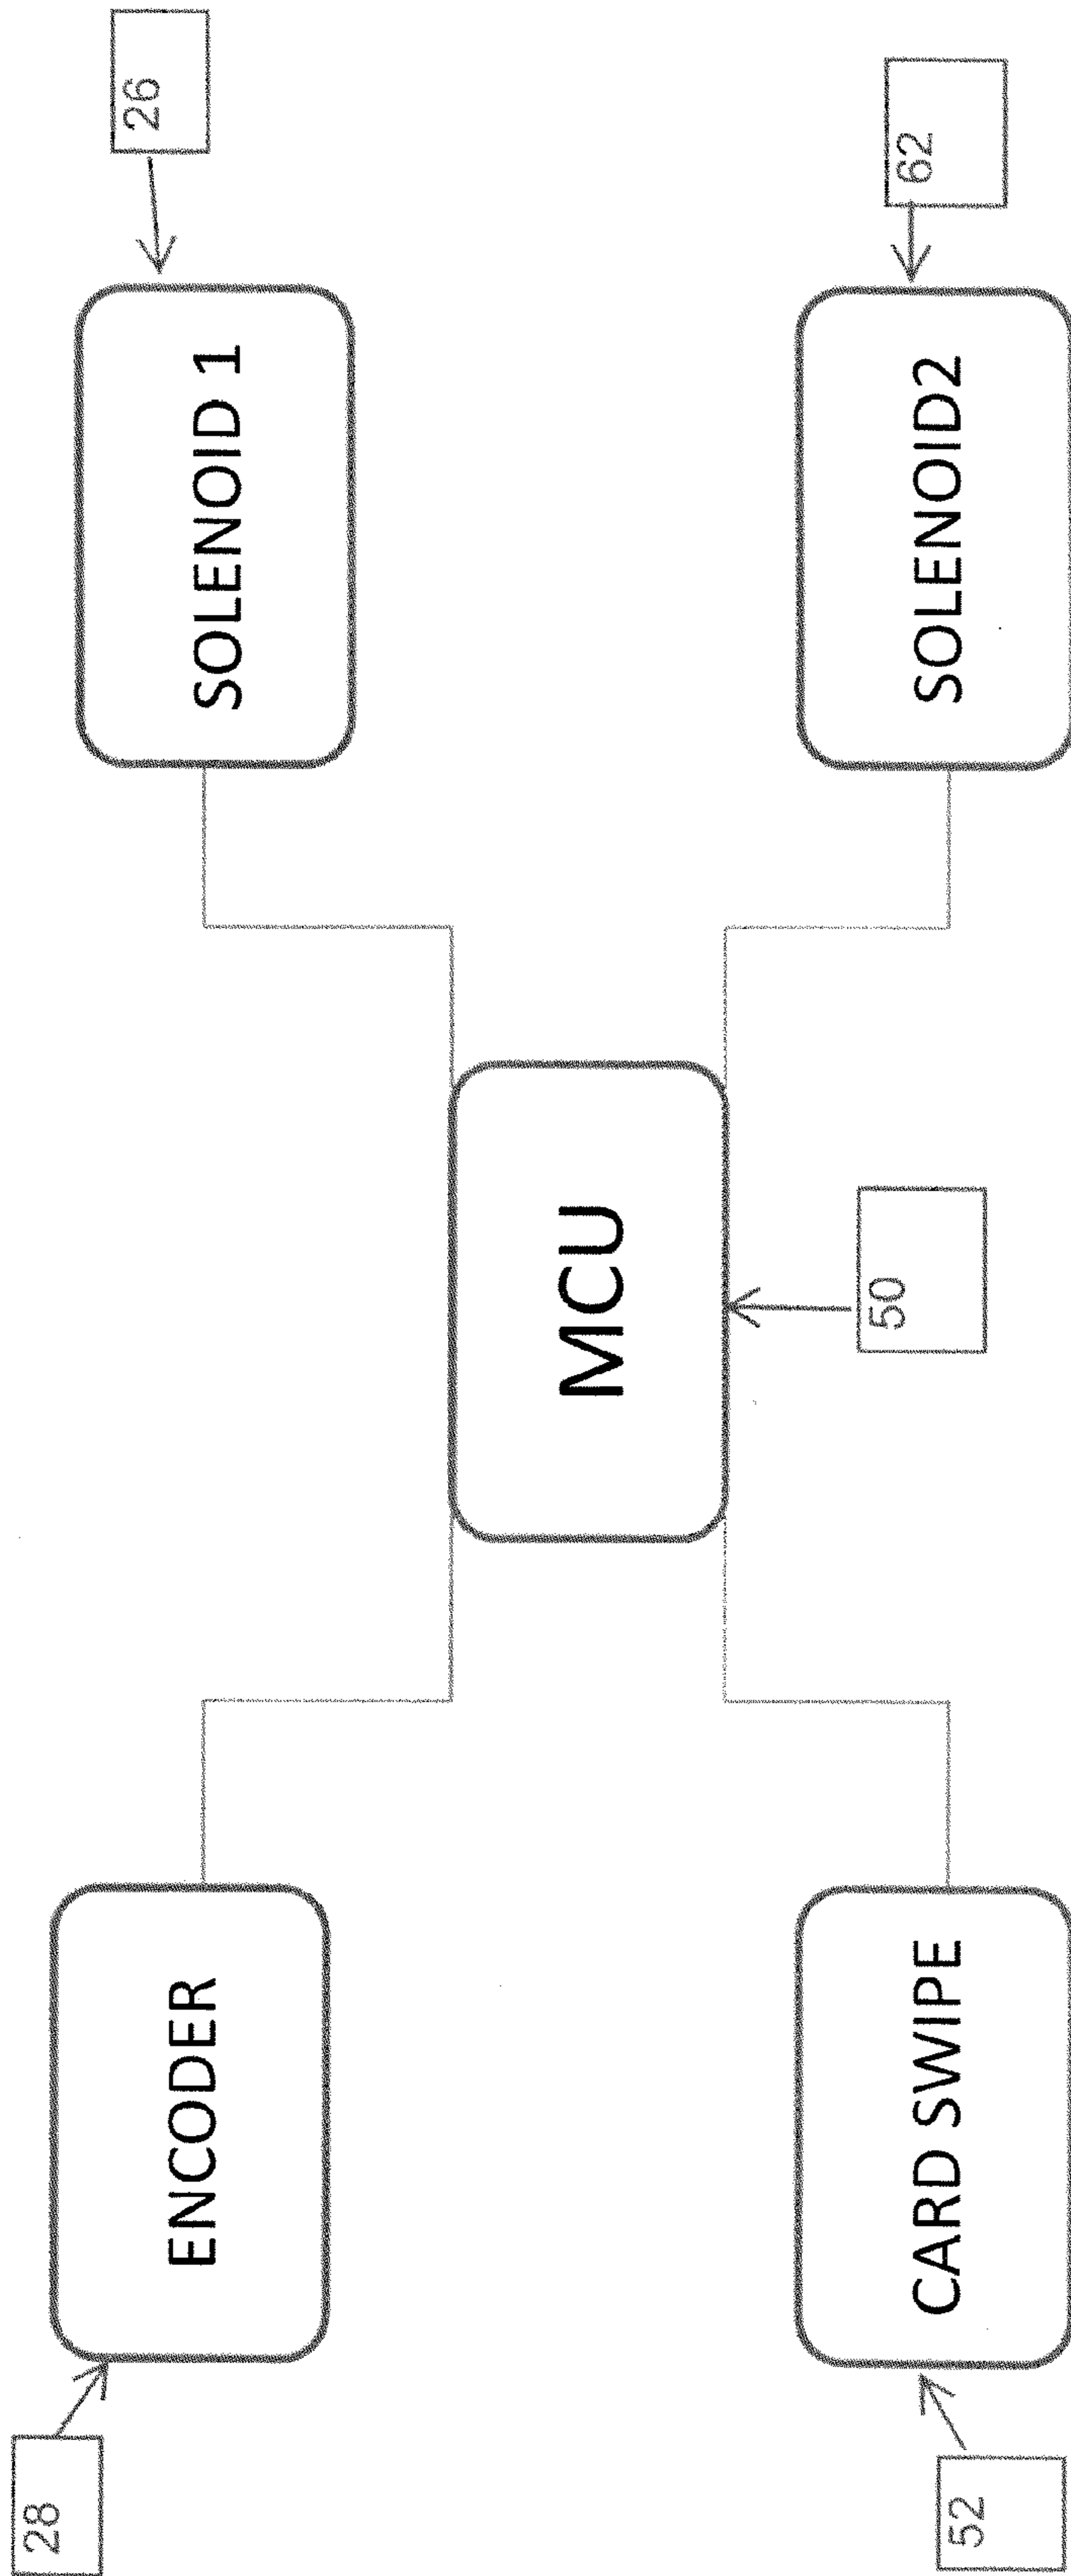 28
ENCODER
SOLENOID 1
26
MCU
50
52
CARD SWIPE
SOLENOID2
62